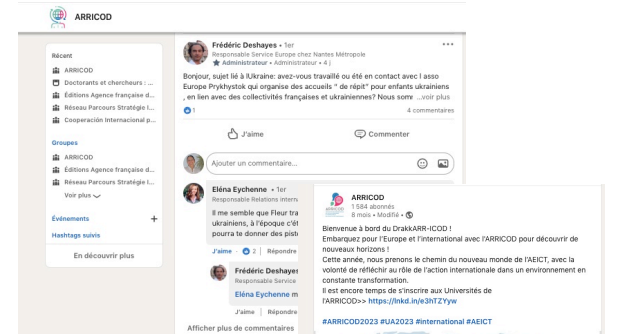 ARRICOD
Récent
ARRICOD
Doctorants et chercheurs : ...
Éditions Agence française d...
Réseau Parcours Stratégie I...
Cooperación Internacional p...
Groupes
ARRICOD
Éditions Agence française d...
Réseau Parcours Stratégie I...
Voir plus
Événements +
Hashtags suivis
En découvrir plus
Frédéric Deshayes • 1er
Responsable Service Europe chez Nantes Métropole
Administrateur • Administrateur • 4 j
Bonjour, sujet lié à lUkraine: avez-vous travaillé ou été en contact avec l asso
Europe Prykhystok qui organise des accueils " de répit" pour enfants ukrainiens
, en lien avec des collectivités françaises et ukrainiennes? Nous somr ...voir plus
1
4 commentaires
J'aime
Commenter
Ajouter un commentaire...
Eléna Eychenne • 1er
Responsable Relations Interna
Il me semble que Fleur tra
ukrainiens, à l'époque c'ét
pourra te donner des pist
J'aime - 2 | Répondre
Frédéric Deshayes
Responsable Service
Eléna Eychenne m
J'aime | Répondre
Afficher plus de commentaires
ARRICOD
1 584 abonnés
8 mois • Modifié •
Bienvenue à bord du DrakkARR-ICOD !
Embarquez pour l'Europe et l'international avec l'ARRICOD pour découvrir de
nouveaux horizons !
Cette année, nous prenons le chemin du nouveau monde de l'AEICT, avec la
volonté de réfléchir au rôle de l'action internationale dans un environnement en
constante transformation.
Il est encore temps de s'inscrire aux Universités de
l'ARRICOD>> https://lnkd.in/e3hTZYyw
#ARRICOD2023 #UA2023 #international #AEICT